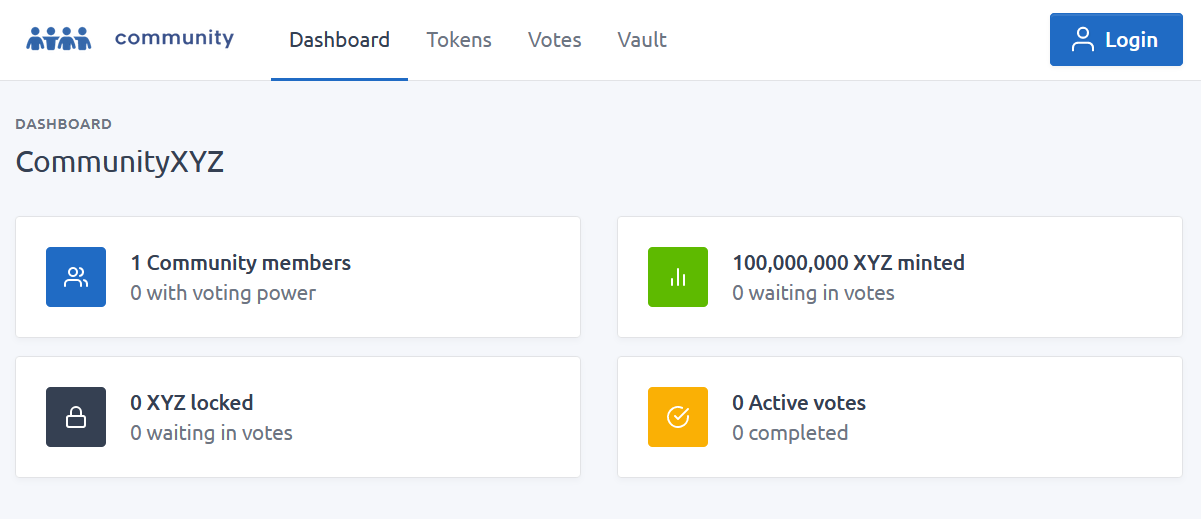 community Dashboard Tokens Votes Vault Login
DASHBOARD
CommunityXYZ
1 Community members
0 with voting power
100,000,000 XYZ minted
0 waiting in votes
0 XYZ locked
0 waiting in votes
0 Active votes
0 completed